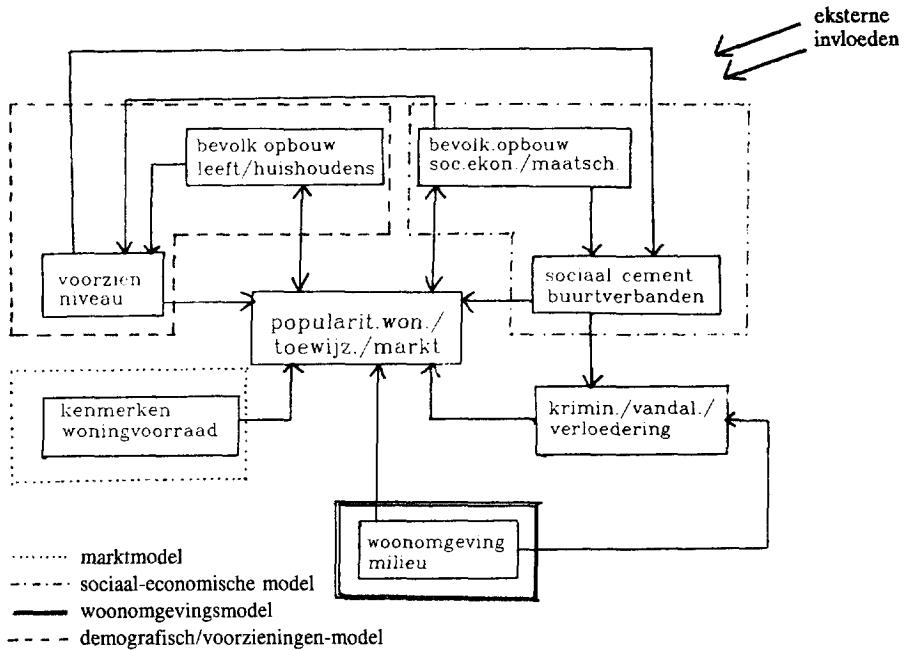 eksterne
invloeden
bevolk opbouw
leeft/huishoudens
bevolk.opbouw
soc.ekon./maatsch.
voorzien
niveau
sociaal cement
buurtverbanden
popularit.won./
toewijz./markt
kenmerken
woningvoorraad
krimin./vandal./
verloedering
woonomgeving
milieu
marktmodel
sociaal-economische model
woonomgevingsmodel
demografisch/voorzieningen-model